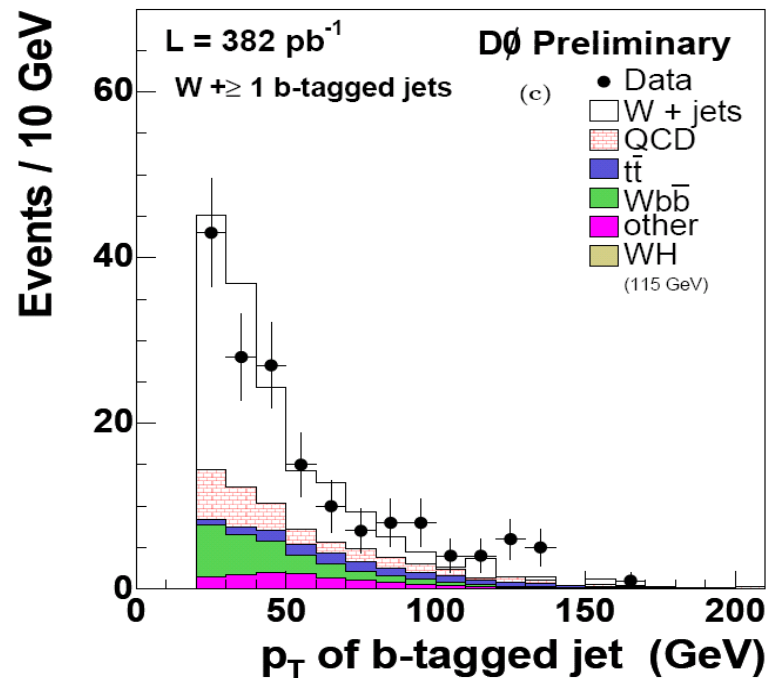 L = 382 pb⁻¹
DØ Preliminary
W +≥ 1 b-tagged jets
(c)
Data
W + jets
QCD
tt̄
Wbb̄
other
WH
(115 GeV)
Events / 10 GeV
60
40
20
0
0 50 100 150 200
p_T of b-tagged jet (GeV)